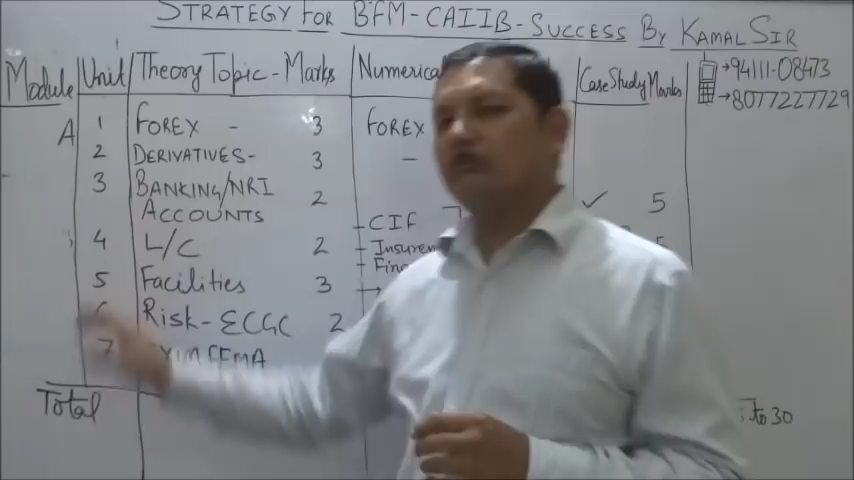 STRATEGY FOR BFM-CAIIB-SUCCESS BY KAMAL SIR
Module Unit Theory Topic-Marks Case Study Marks
→94111-08473
→8077227729
A 1 FOREX - 3 FOREX
2 DERIVATIVES- 3 -
3 BANKING/NRI ACCOUNTS 2 ✓ 5
-CIF
4 L/C 2
5 Facilities 3
Risk-ECGC 2
7
Total
to 30